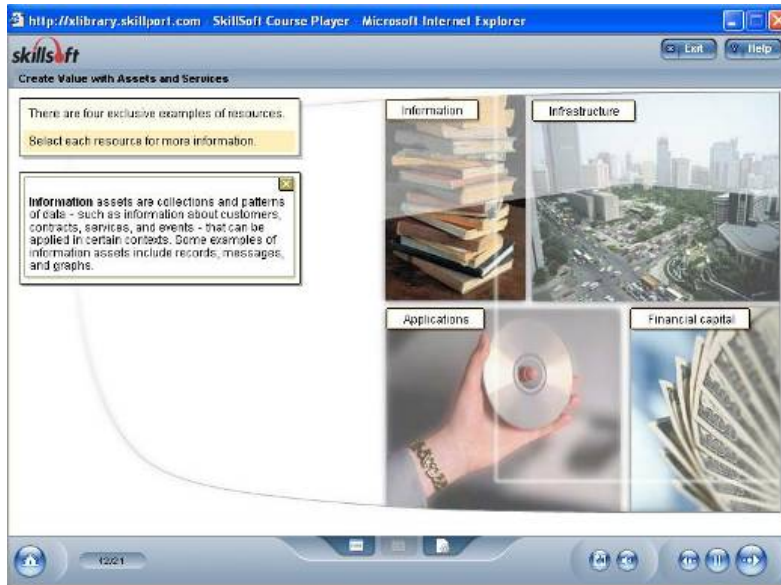 http://xlibrary.skillport.com - SkillSoft Course Player - Microsoft Internet Explorer
skillsoft
Exit
Help
Create Value with Assets and Services
There are four exclusive examples of resources.
Select each resource for more information.
Information assets are collections and patterns
of data - such as information about customers,
contracts, services, and events - that can be
applied in certain contexts. Some examples of
information assets include records, messages,
and graphs.
Information
Infrastructure
Applications
Financial capital